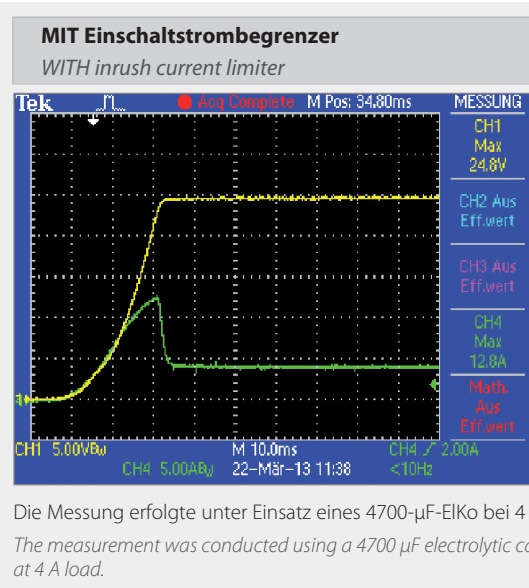 MIT Einschaltstrombegrenzer
WITH inrush current limiter
Tek Acq Complete M Pos: 34.80ms MESSUNG
CH1
Max
24.8V
CH2 Aus
Eff.wert
CH3 Aus
Eff.wert
CH4
Max
12.8A
Math.
Aus
Eff.wert
CH1 5.00VBW M 10.0ms CH4 2.00A
CH4 5.00ABW 22-Mär-13 11:38 <10Hz
Die Messung erfolgte unter Einsatz eines 4700-µF-ElKo bei 4
The measurement was conducted using a 4700 µF electrolytic
at 4 A load.